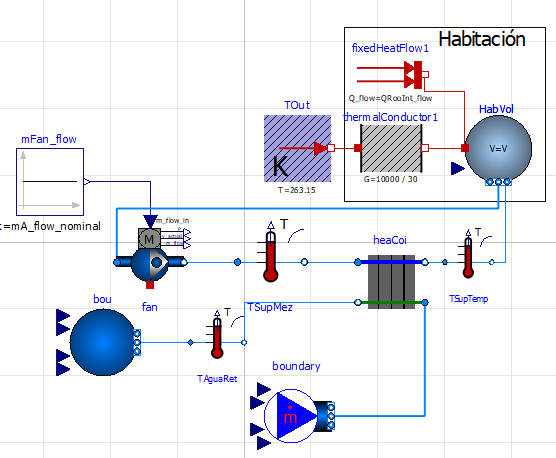 Habitación
fixedHeatFlow1
Q_flow=QRooInt_flow
TOut
K
T=263.15
thermalConductor1
G=10000 / 30
HabVol
V=V
mFan_flow
t=mA_flow_nominal
m_flow_in
M
T
heaCoi
T
TSupTemp
bou
fan
T
TSupMez
TAguaRet
boundary
ṁ